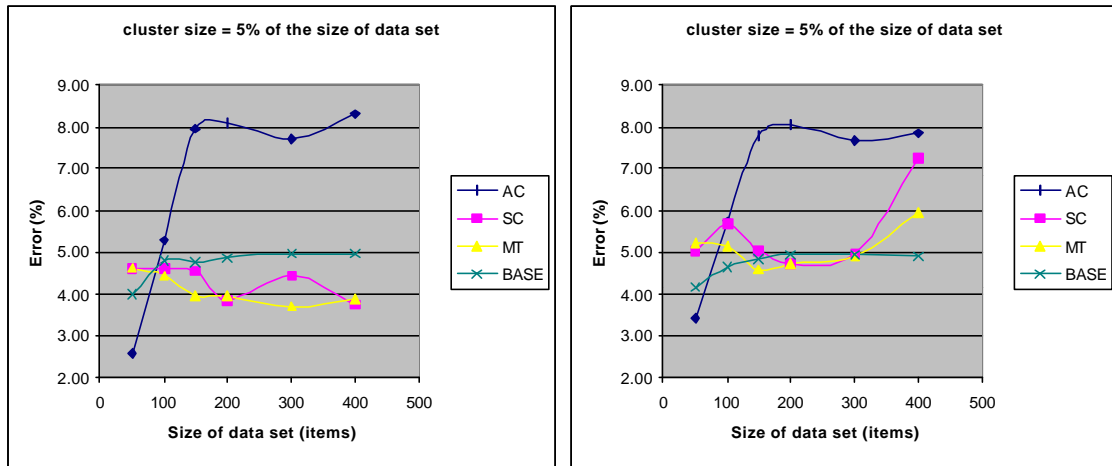 cluster size = 5% of the size of data set
Error (%)
9.00
8.00
7.00
6.00
5.00
4.00
3.00
2.00
0
100
200
300
400
500
Size of data set (items)
AC
SC
MT
BASE
cluster size = 5% of the size of data set
Error (%)
9.00
8.00
7.00
6.00
5.00
4.00
3.00
2.00
0
100
200
300
400
500
Size of data set (items)
AC
SC
MT
BASE